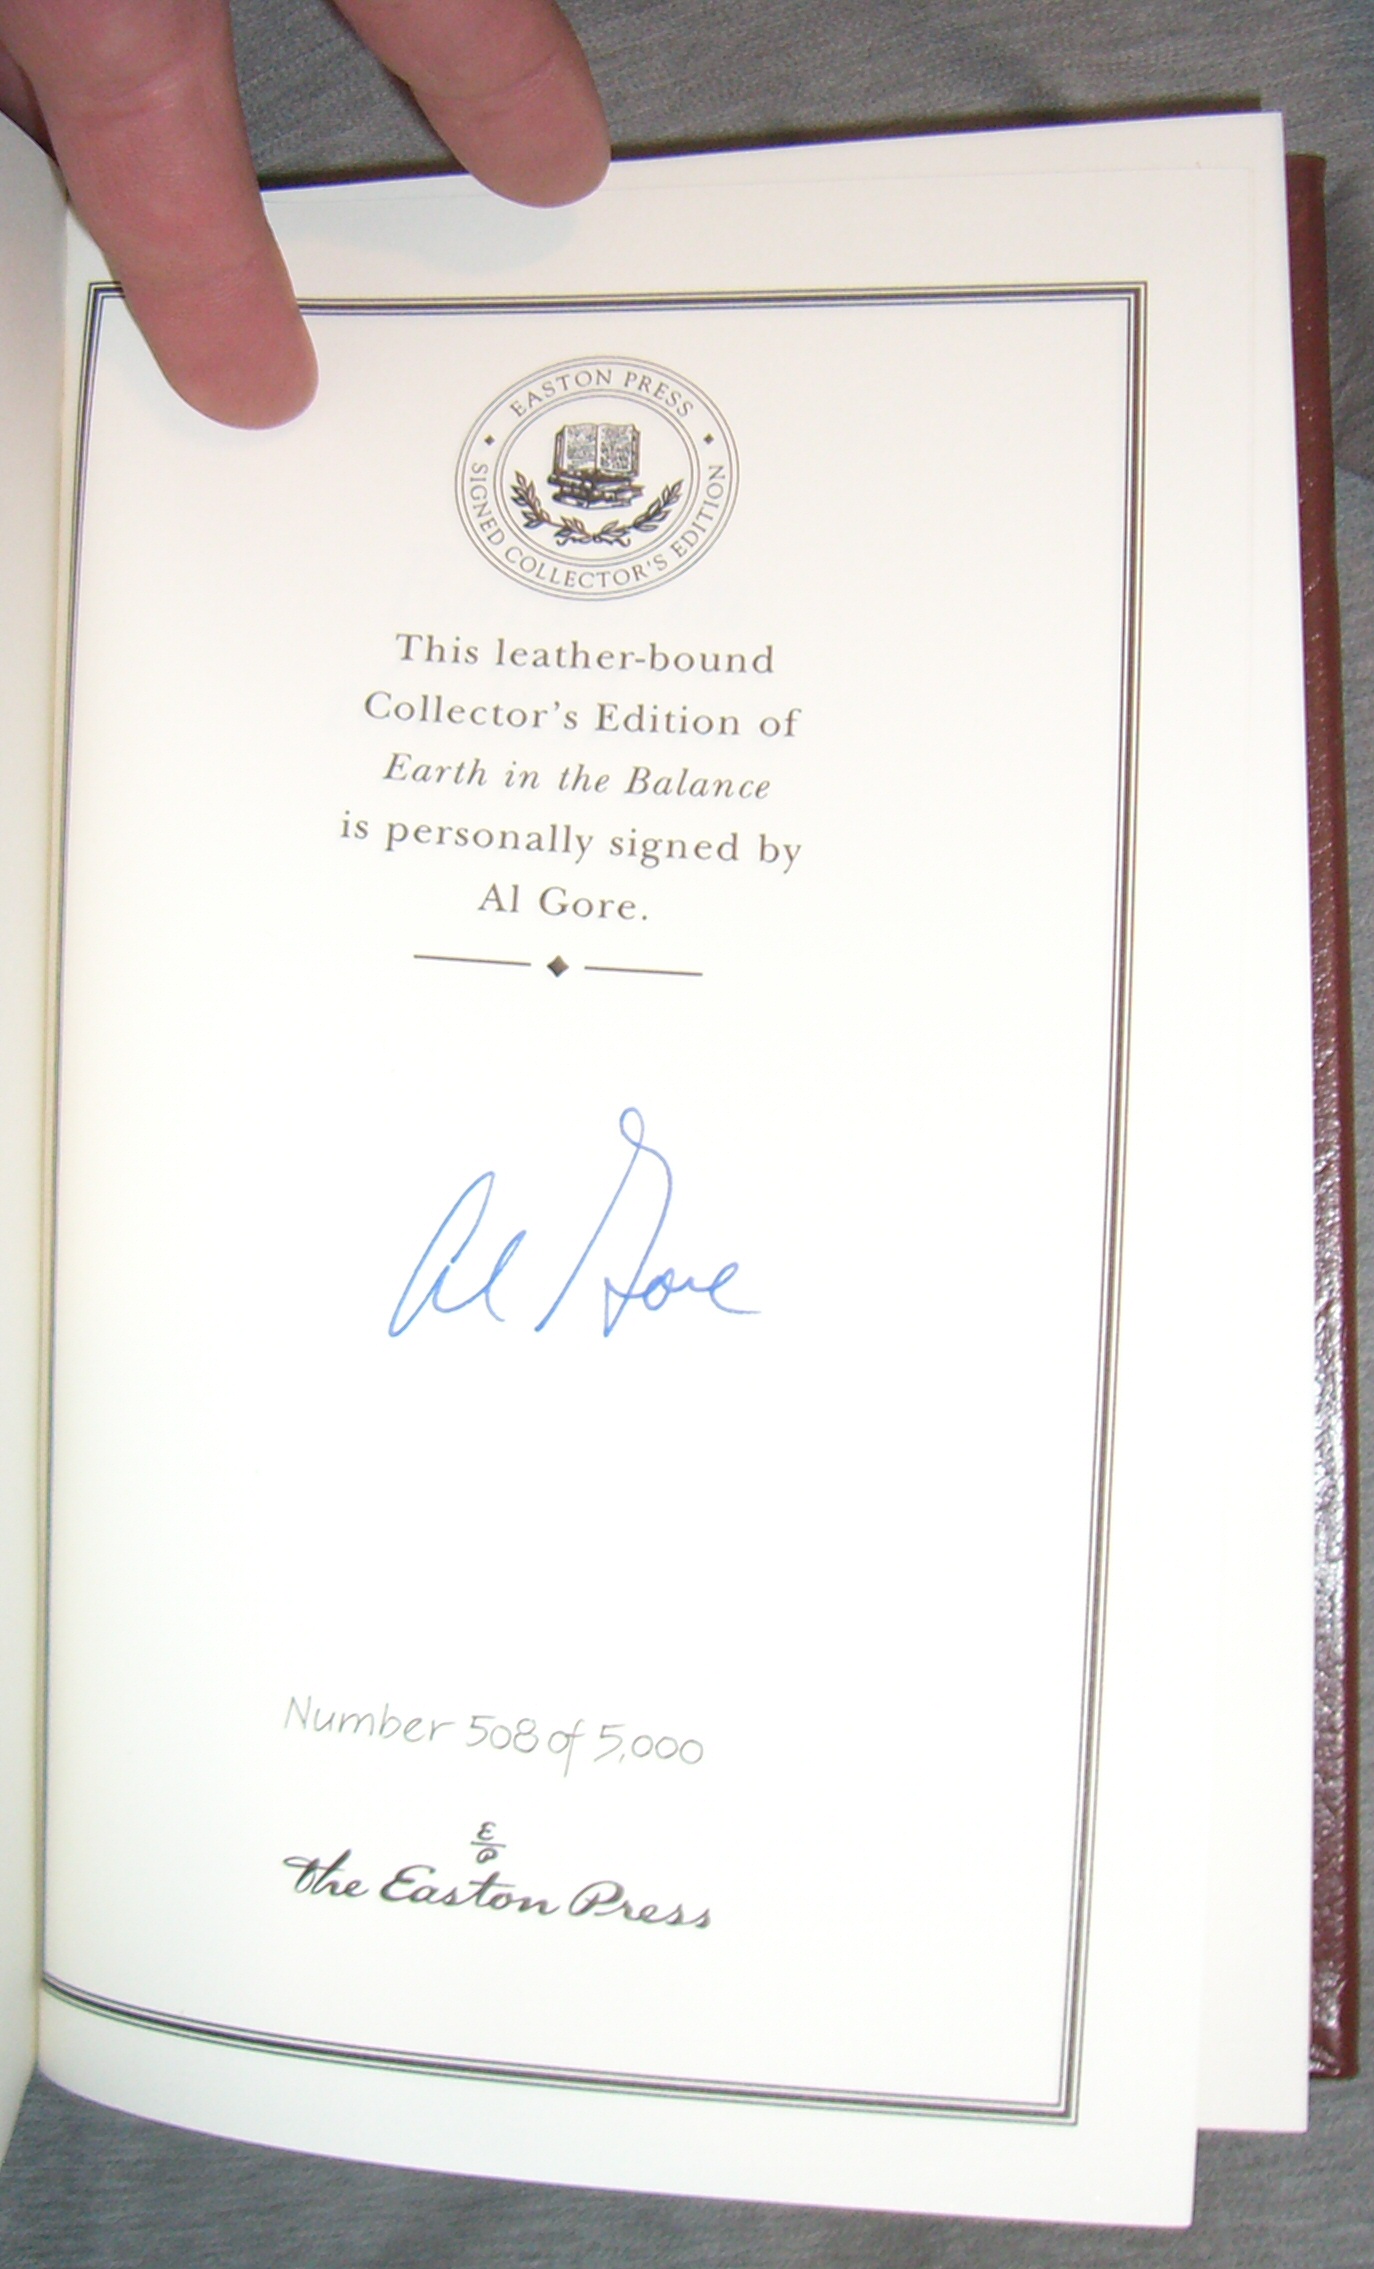 EASTON PRESS
SIGNED COLLECTOR'S EDITION
This leather-bound
Collector's Edition of
Earth in the Balance
is personally signed by
Al Gore.
Al Gore
Number 508 of 5,000
E
P
The Easton Press